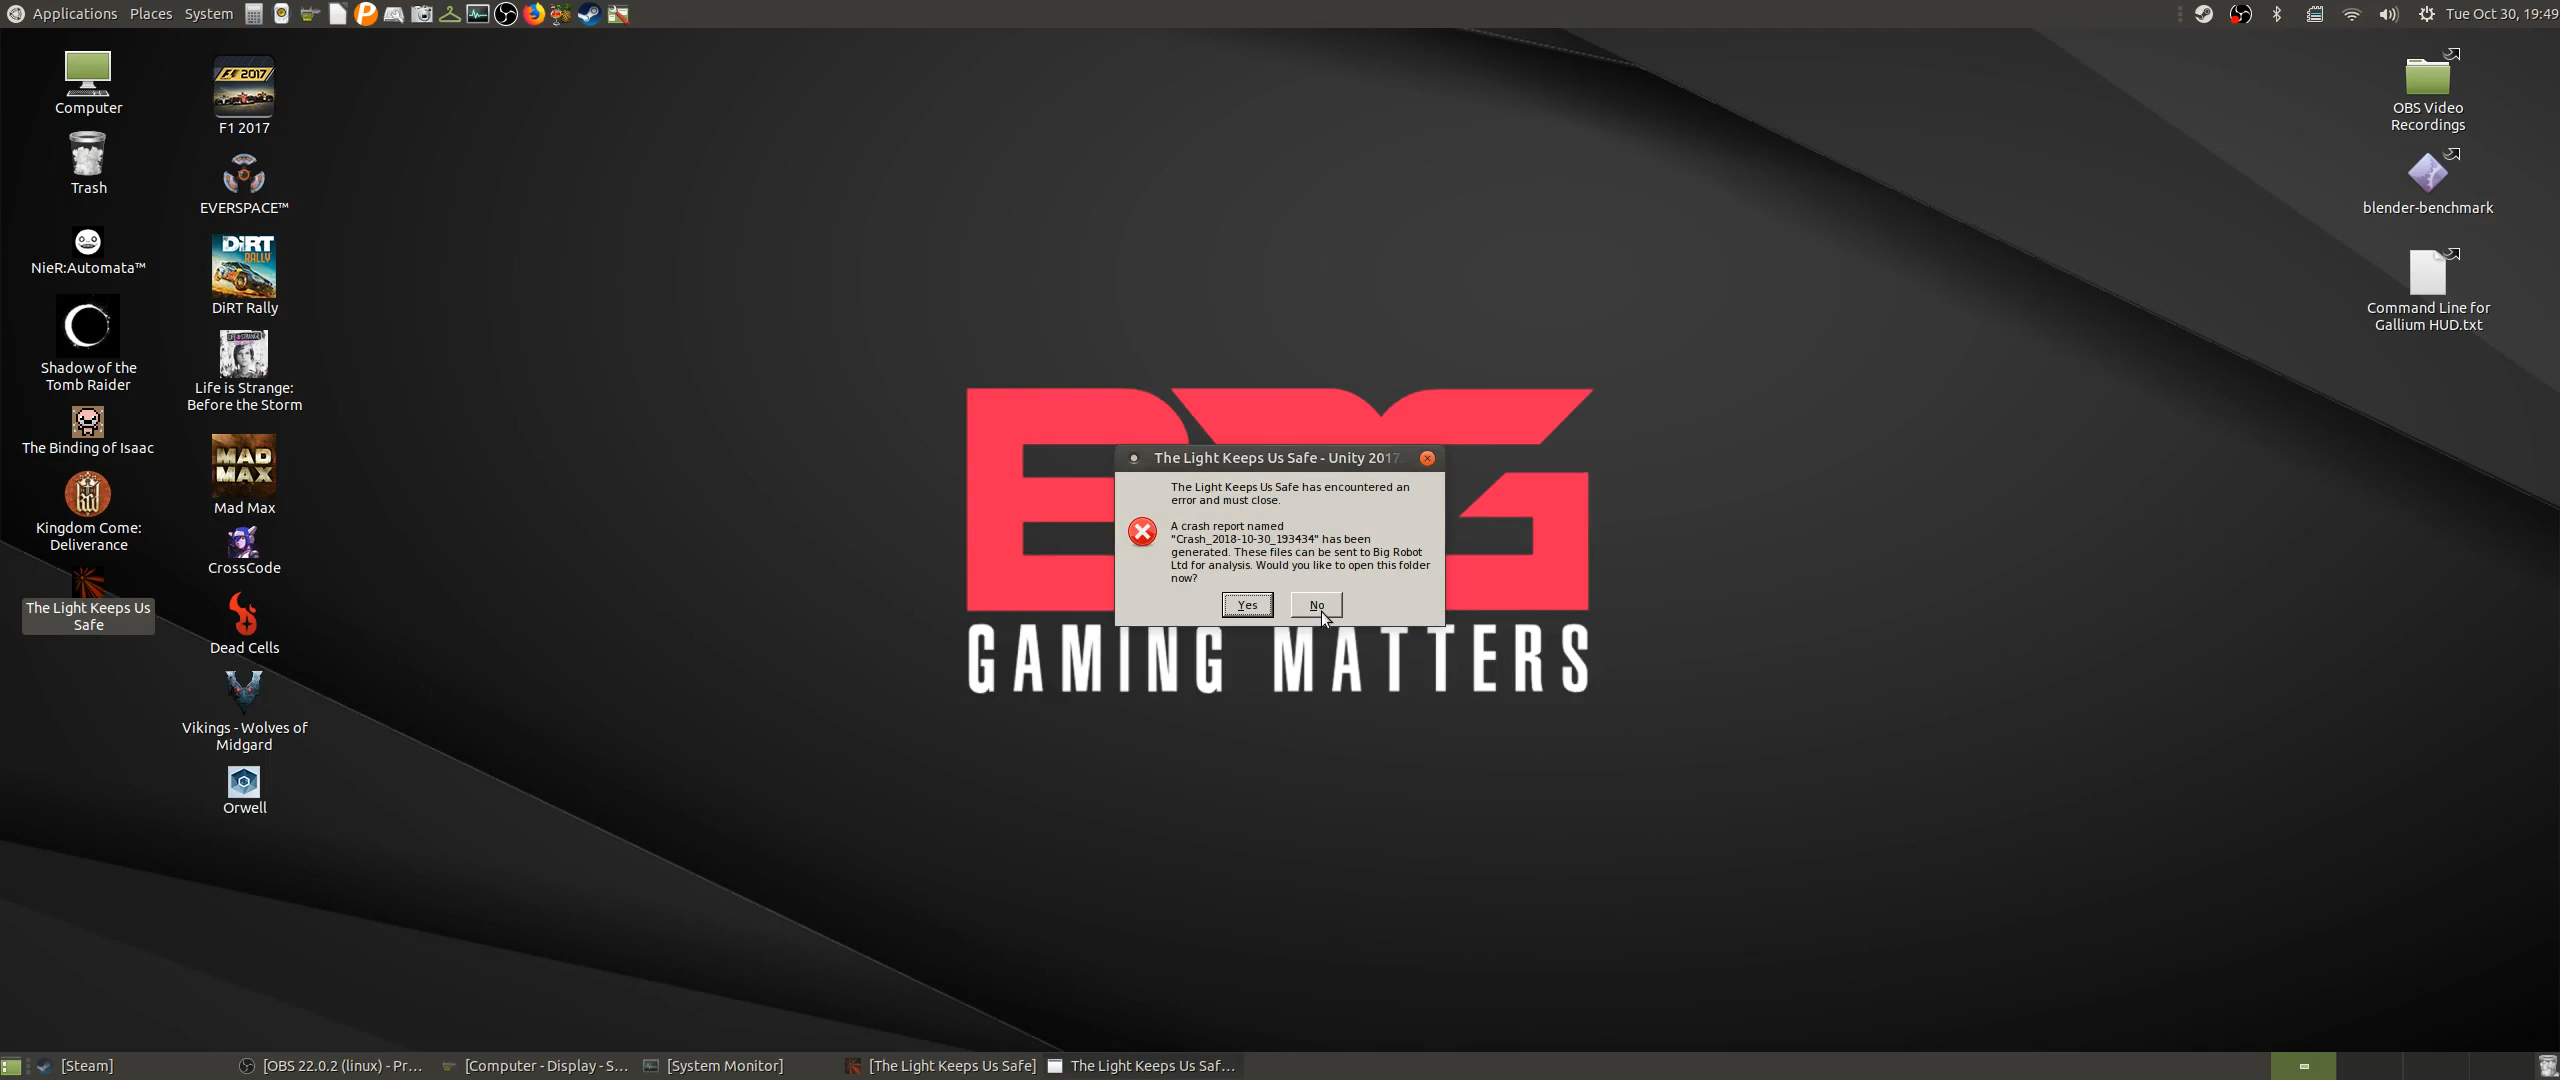 Applications Places System
Tue Oct 30, 19:49
Computer
Trash
NieR:Automata™
Shadow of the
Tomb Raider
The Binding of Isaac
Kingdom Come:
Deliverance
The Light Keeps Us
Safe
F1 2017
F1 2017
EVERSPACE™
DiRT
RALLY
DiRT Rally
Life is Strange:
Before the Storm
MAD
MAX
Mad Max
CrossCode
Dead Cells
Vikings - Wolves of
Midgard
Orwell
OBS Video
Recordings
blender-benchmark
Command Line for
Gallium HUD.txt
GAMING MATTERS
The Light Keeps Us Safe - Unity 2017.
The Light Keeps Us Safe has encountered an
error and must close.
A crash report named
"Crash_2018-10-30_193434" has been
generated. These files can be sent to Big Robot
Ltd for analysis. Would you like to open this folder
now?
Yes No
[Steam] [OBS 22.0.2 (linux) - Pr... [Computer - Display - S... [System Monitor] [The Light Keeps Us Safe] The Light Keeps Us Saf...